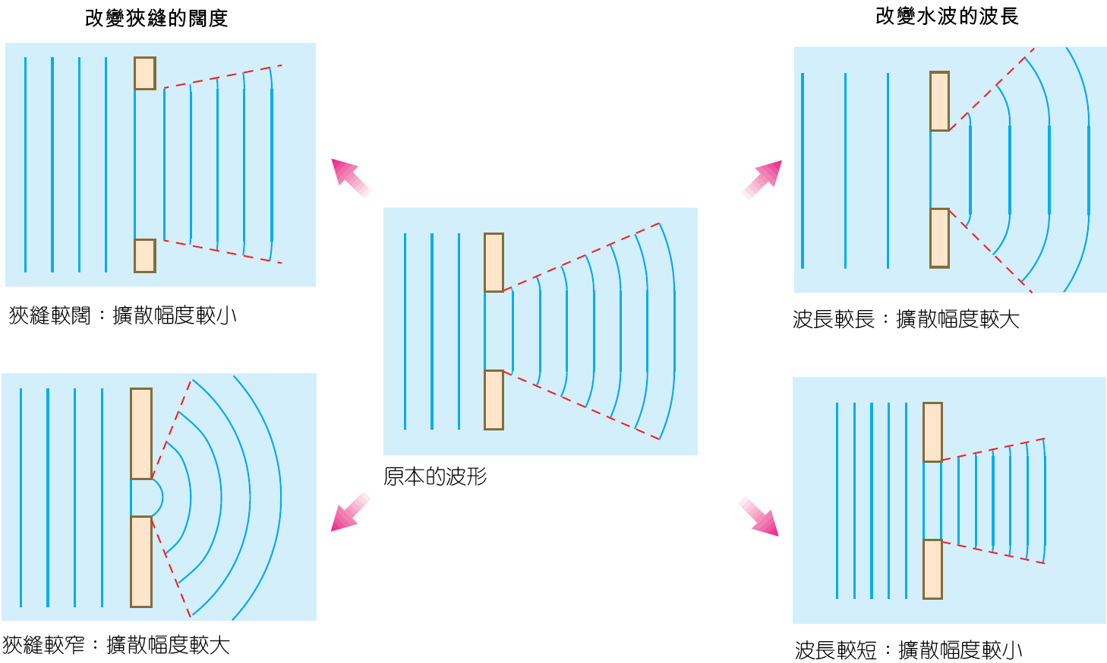 改變狹縫的闊度
改變水波的波長
狹縫較闊：擴散幅度較小
波長較長：擴散幅度較大
原本的波形
狹縫較窄：擴散幅度較大
波長較短：擴散幅度較小